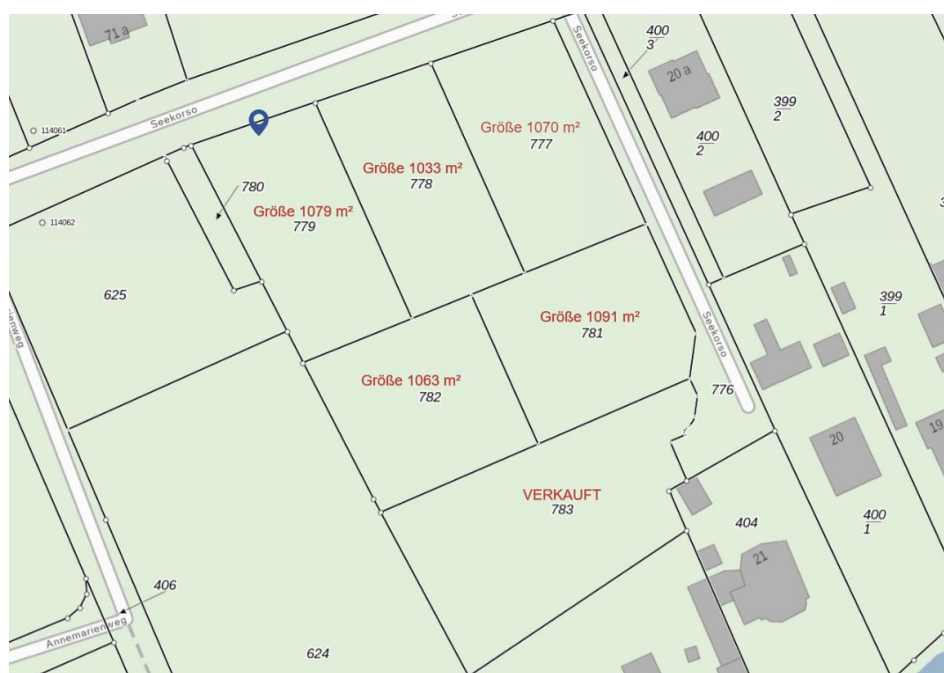 71 a
Seekorso
Seekorso
400
3
20 a
399
2
114061
400
2
Größe 1070 m²
777
Größe 1033 m²
778
780
Größe 1079 m²
779
114062
625
399
1
Größe 1091 m²
781
Seekorso
Größe 1063 m²
782
776
20
19
VERKAUFT
783
404
400
1
21
406
Annemarienweg
624